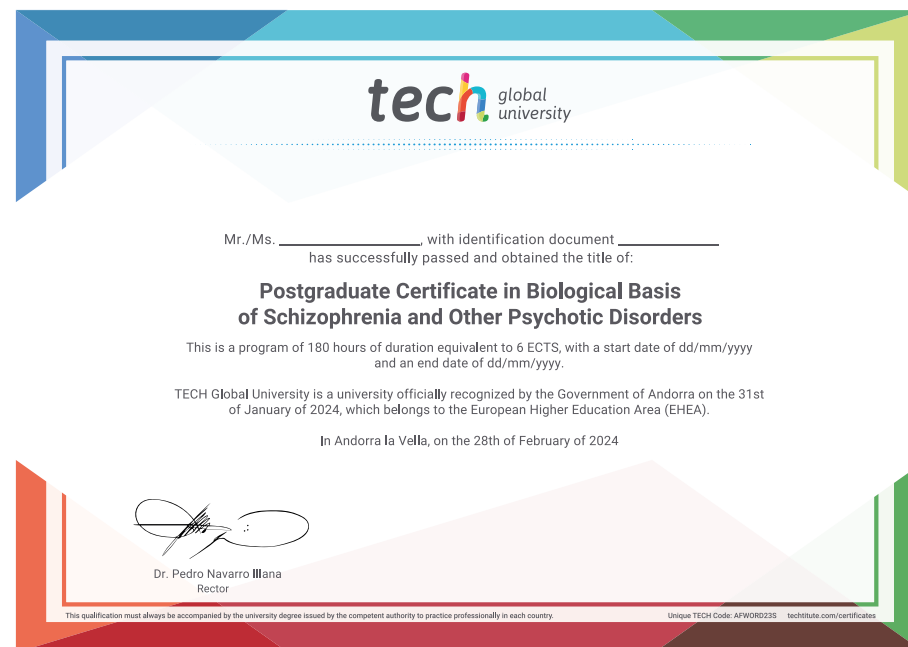 tech global university
Mr./Ms. ________________, with identification document ____________
has successfully passed and obtained the title of:
Postgraduate Certificate in Biological Basis
of Schizophrenia and Other Psychotic Disorders
This is a program of 180 hours of duration equivalent to 6 ECTS, with a start date of dd/mm/yyyy
and an end date of dd/mm/yyyy.
TECH Global University is a university officially recognized by the Government of Andorra on the 31st
of January of 2024, which belongs to the European Higher Education Area (EHEA).
In Andorra la Vella, on the 28th of February of 2024
Dr. Pedro Navarro Illana
Rector
This qualification must always be accompanied by the university degree issued by the competent authority to practice professionally in each country. Unique TECH Code: AFWORD23S techtitute.com/certificates